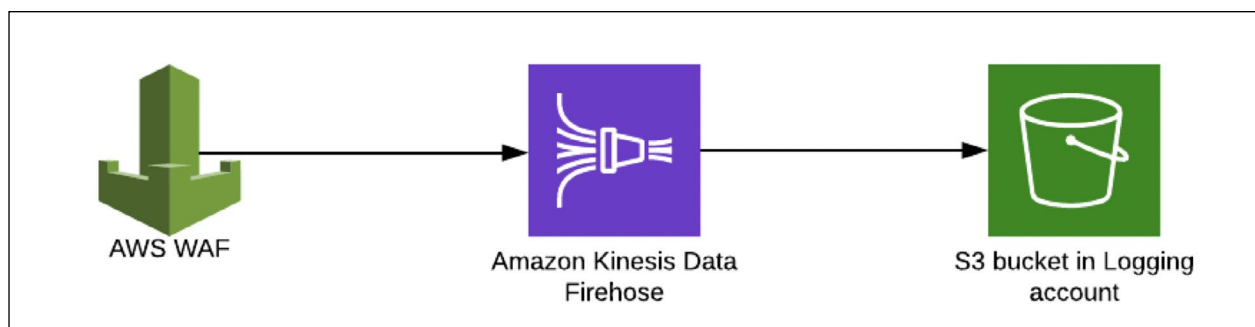 AWS WAF
Amazon Kinesis Data
Firehose
S3 bucket in Logging
account